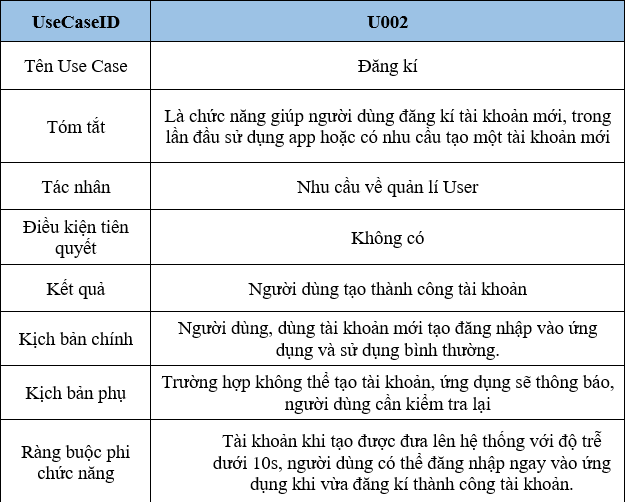 UseCaseID
U002
Tên Use Case
Đăng kí
Tóm tắt
Là chức năng giúp người dùng đăng kí tài khoản mới, trong
lần đầu sử dụng app hoặc có nhu cầu tạo một tài khoản mới
Tác nhân
Nhu cầu về quản lí User
Điều kiện tiên
quyết
Không có
Kết quả
Người dùng tạo thành công tài khoản
Kịch bản chính
Người dùng, dùng tài khoản mới tạo đăng nhập vào ứng
dụng và sử dụng bình thường.
Kịch bản phụ
Trường hợp không thể tạo tài khoản, ứng dụng sẽ thông báo,
người dùng cần kiểm tra lại
Ràng buộc phi
chức năng
Tài khoản khi tạo được đưa lên hệ thống với độ trễ
dưới 10s, người dùng có thể đăng nhập ngay vào ứng
dụng khi vừa đăng kí thành công tài khoản.